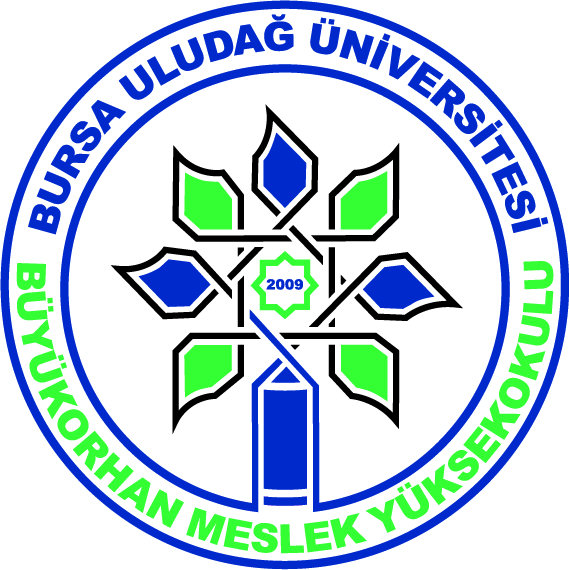 BURSA ULUDAĞ ÜNİVERSİTESİ
2009
BÜYÜKORHAN MESLEK YÜKSEKOKULU